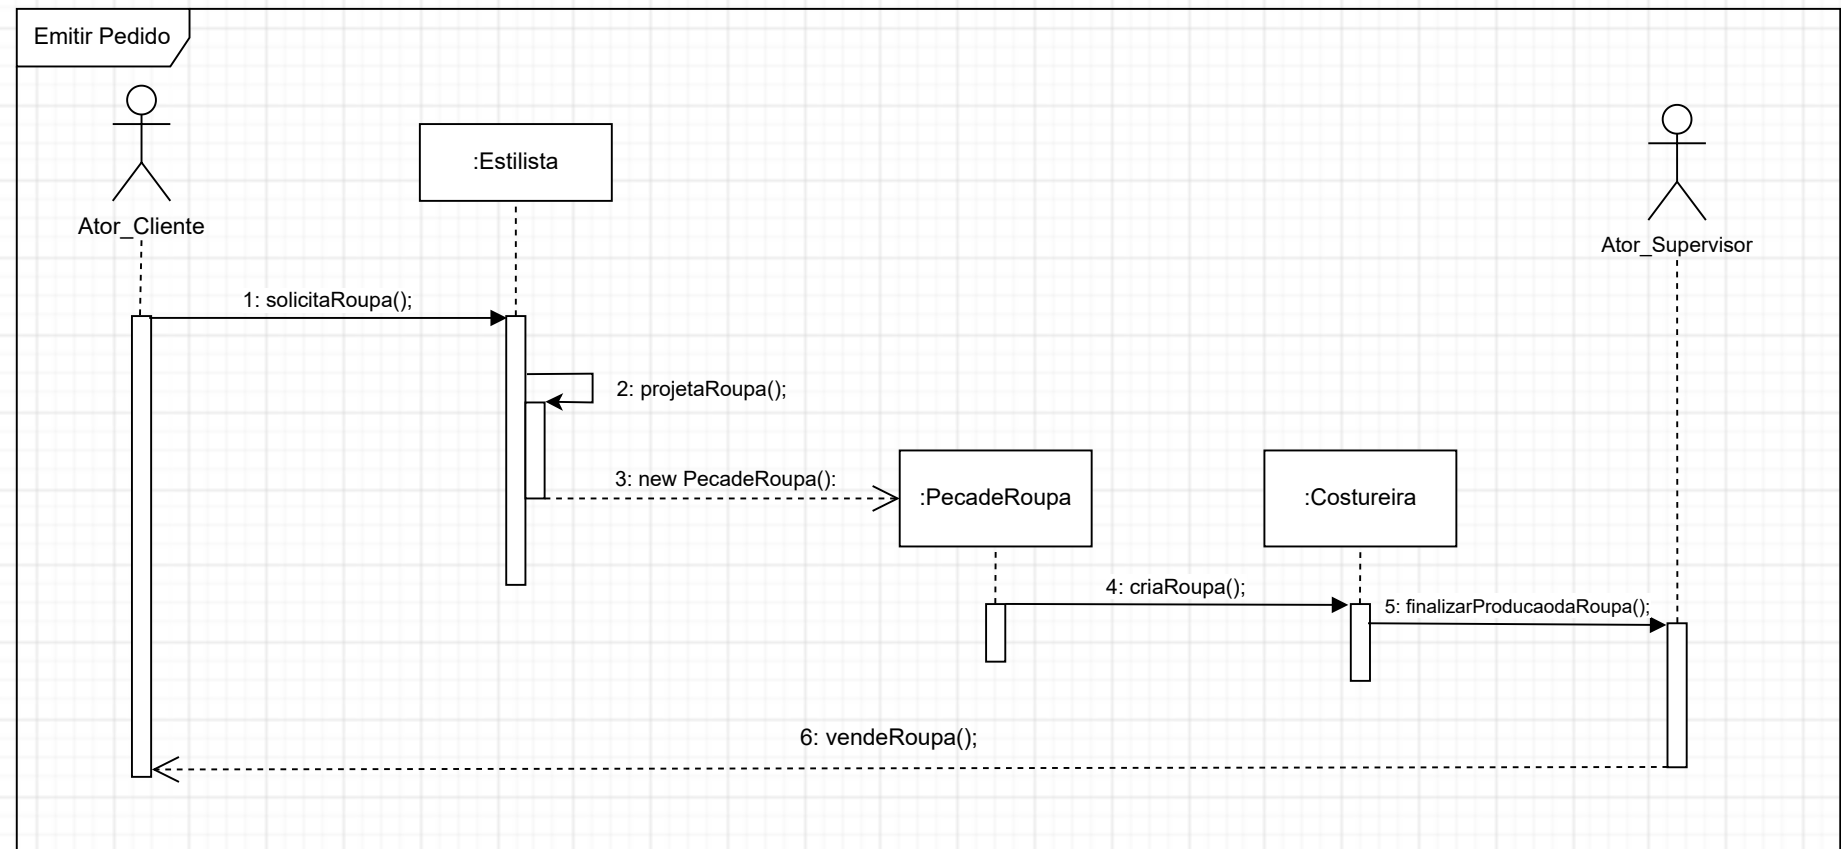 Emitir Pedido
Ator_Cliente
:Estilista
Ator_Supervisor
1: solicitaRoupa();
2: projetaRoupa();
3: new PecadeRoupa():
:PecadeRoupa
:Costureira
4: criaRoupa();
5: finalizarProducaodaRoupa();
6: vendeRoupa();